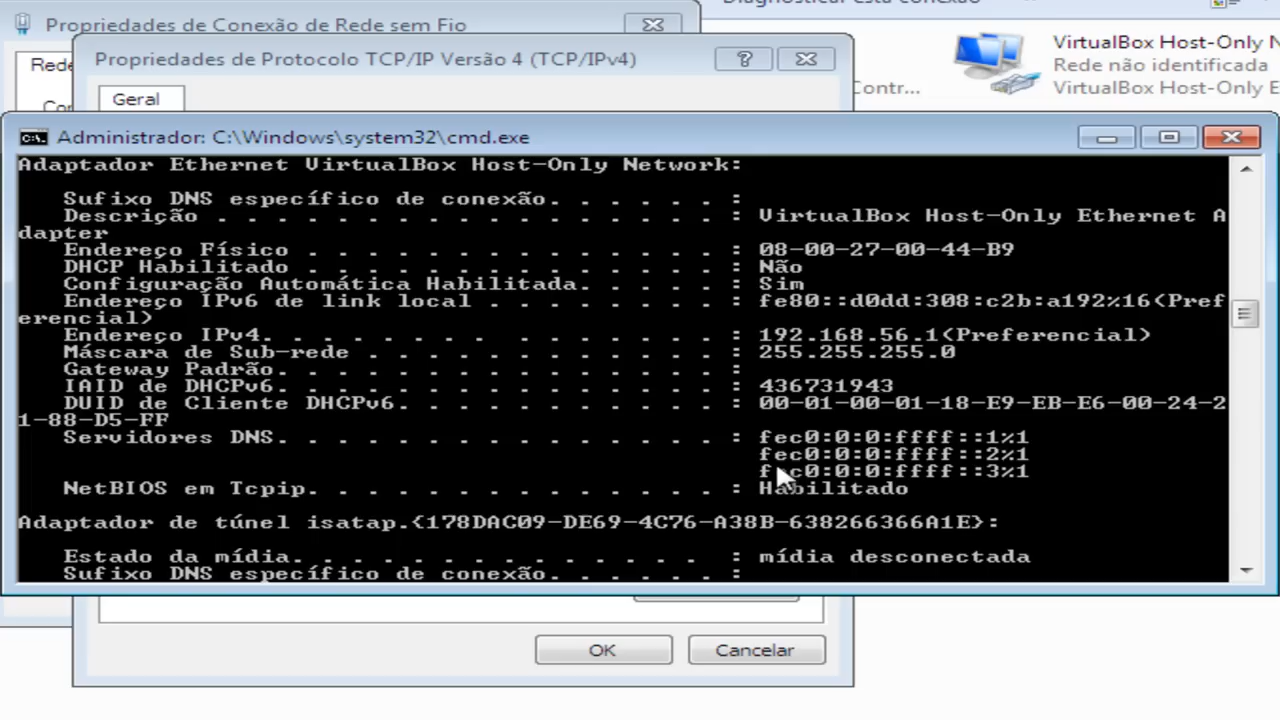 Propriedades de Conexão de Rede sem Fio
Diagnosticar esta conexão
VirtualBox Host-Only N
Rede não identificada
VirtualBox Host-Only E
Contr...
Rede
Propriedades de Protocolo TCP/IP Versão 4 (TCP/IPv4)
?
Geral
Administrador: C:\Windows\system32\cmd.exe
Adaptador Ethernet VirtualBox Host-Only Network:
Sufixo DNS específico de conexão. . . . . . :
Descrição . . . . . . . . . . . . . . . . . . : VirtualBox Host-Only Ethernet A
dapter
Endereço Físico . . . . . . . . . . . . . . . : 08-00-27-00-44-B9
DHCP Habilitado . . . . . . . . . . . . . . . : Não
Configuração Automática Habilitada. . . . . : Sim
Endereço IPv6 de link local . . . . . . . . : fe80::d0dd:308:c2b:a192%16(Pref
erencial)
Endereço IPv4. . . . . . . . . . . . . . . : 192.168.56.1(Preferencial)
Máscara de Sub-rede . . . . . . . . . . . . : 255.255.255.0
Gateway Padrão. . . . . . . . . . . . . . . :
IAID de DHCPv6. . . . . . . . . . . . . . . : 436731943
DUID de Cliente DHCPv6. . . . . . . . . . . : 00-01-00-01-18-E9-EB-E6-00-24-2
1-88-D5-FF
Servidores DNS. . . . . . . . . . . . . . . : fec0:0:0:ffff::1%1
fec0:0:0:ffff::2%1
fec0:0:0:ffff::3%1
NetBIOS em Tcpip. . . . . . . . . . . . . . : Habilitado
Adaptador de túnel isatap.{178DAC09-DE69-4C76-A38B-638266366A1E}:
Estado da mídia. . . . . . . . . . . . . . : mídia desconectada
Sufixo DNS específico de conexão. . . . . . :
OK
Cancelar